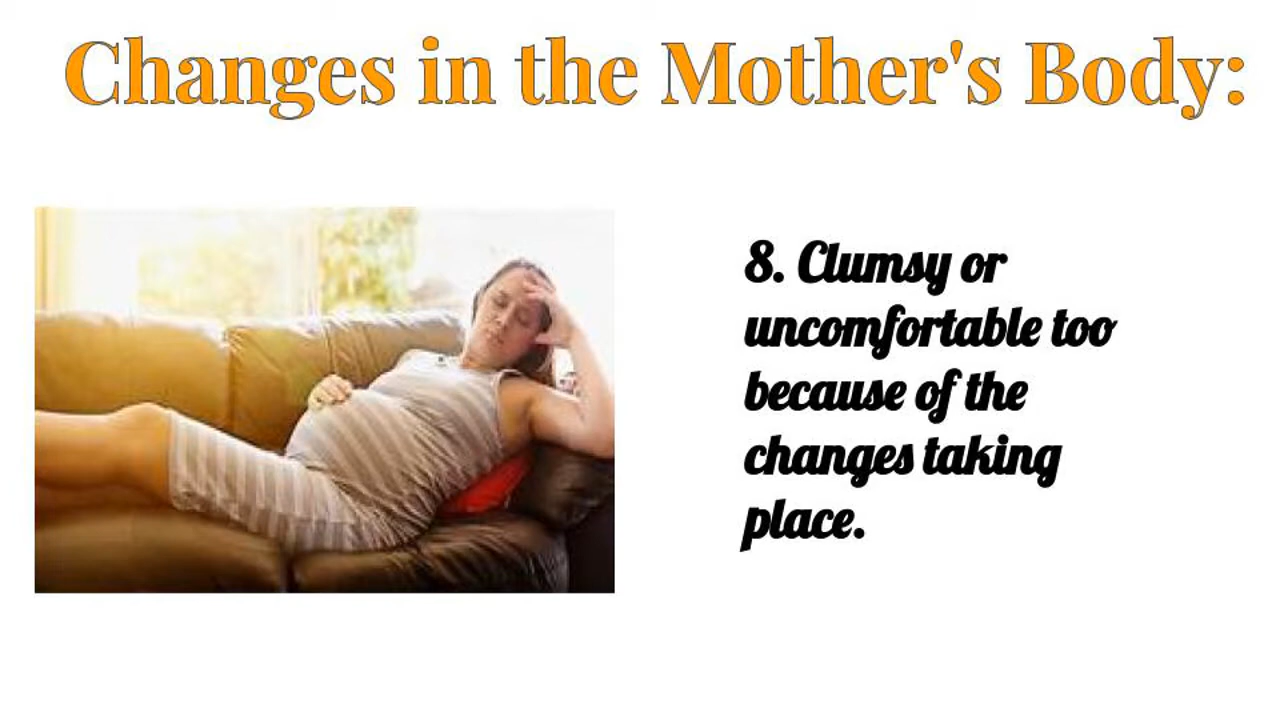 Changes in the Mother's Body:
8. Clumsy or
uncomfortable too
because of the
changes taking
place.